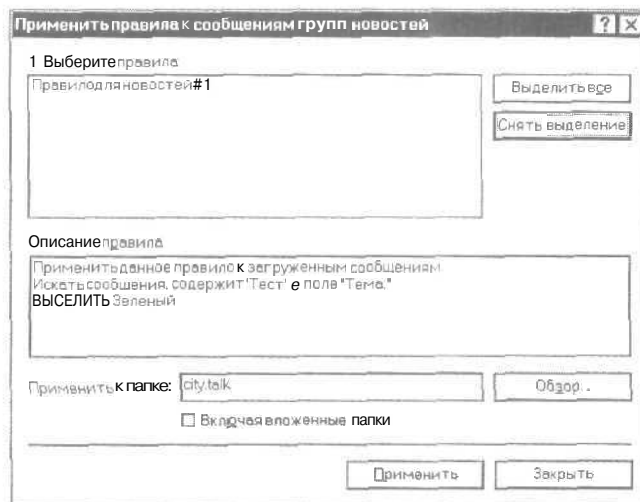 Применить правила к сообщениям групп новостей
1 Выберите правила
Правило для новостей #1
Выделить все
Снять выделение
Описание правила
Применить данное правило к загруженным сообщениям
Искать сообщения, содержит 'Тест' е поле "Тема."
ВЫСЕЛИТЬ Зеленый
Применить к папке:
city.talk
Обзор..
Включая вложенные папки
Применить
Закрыть